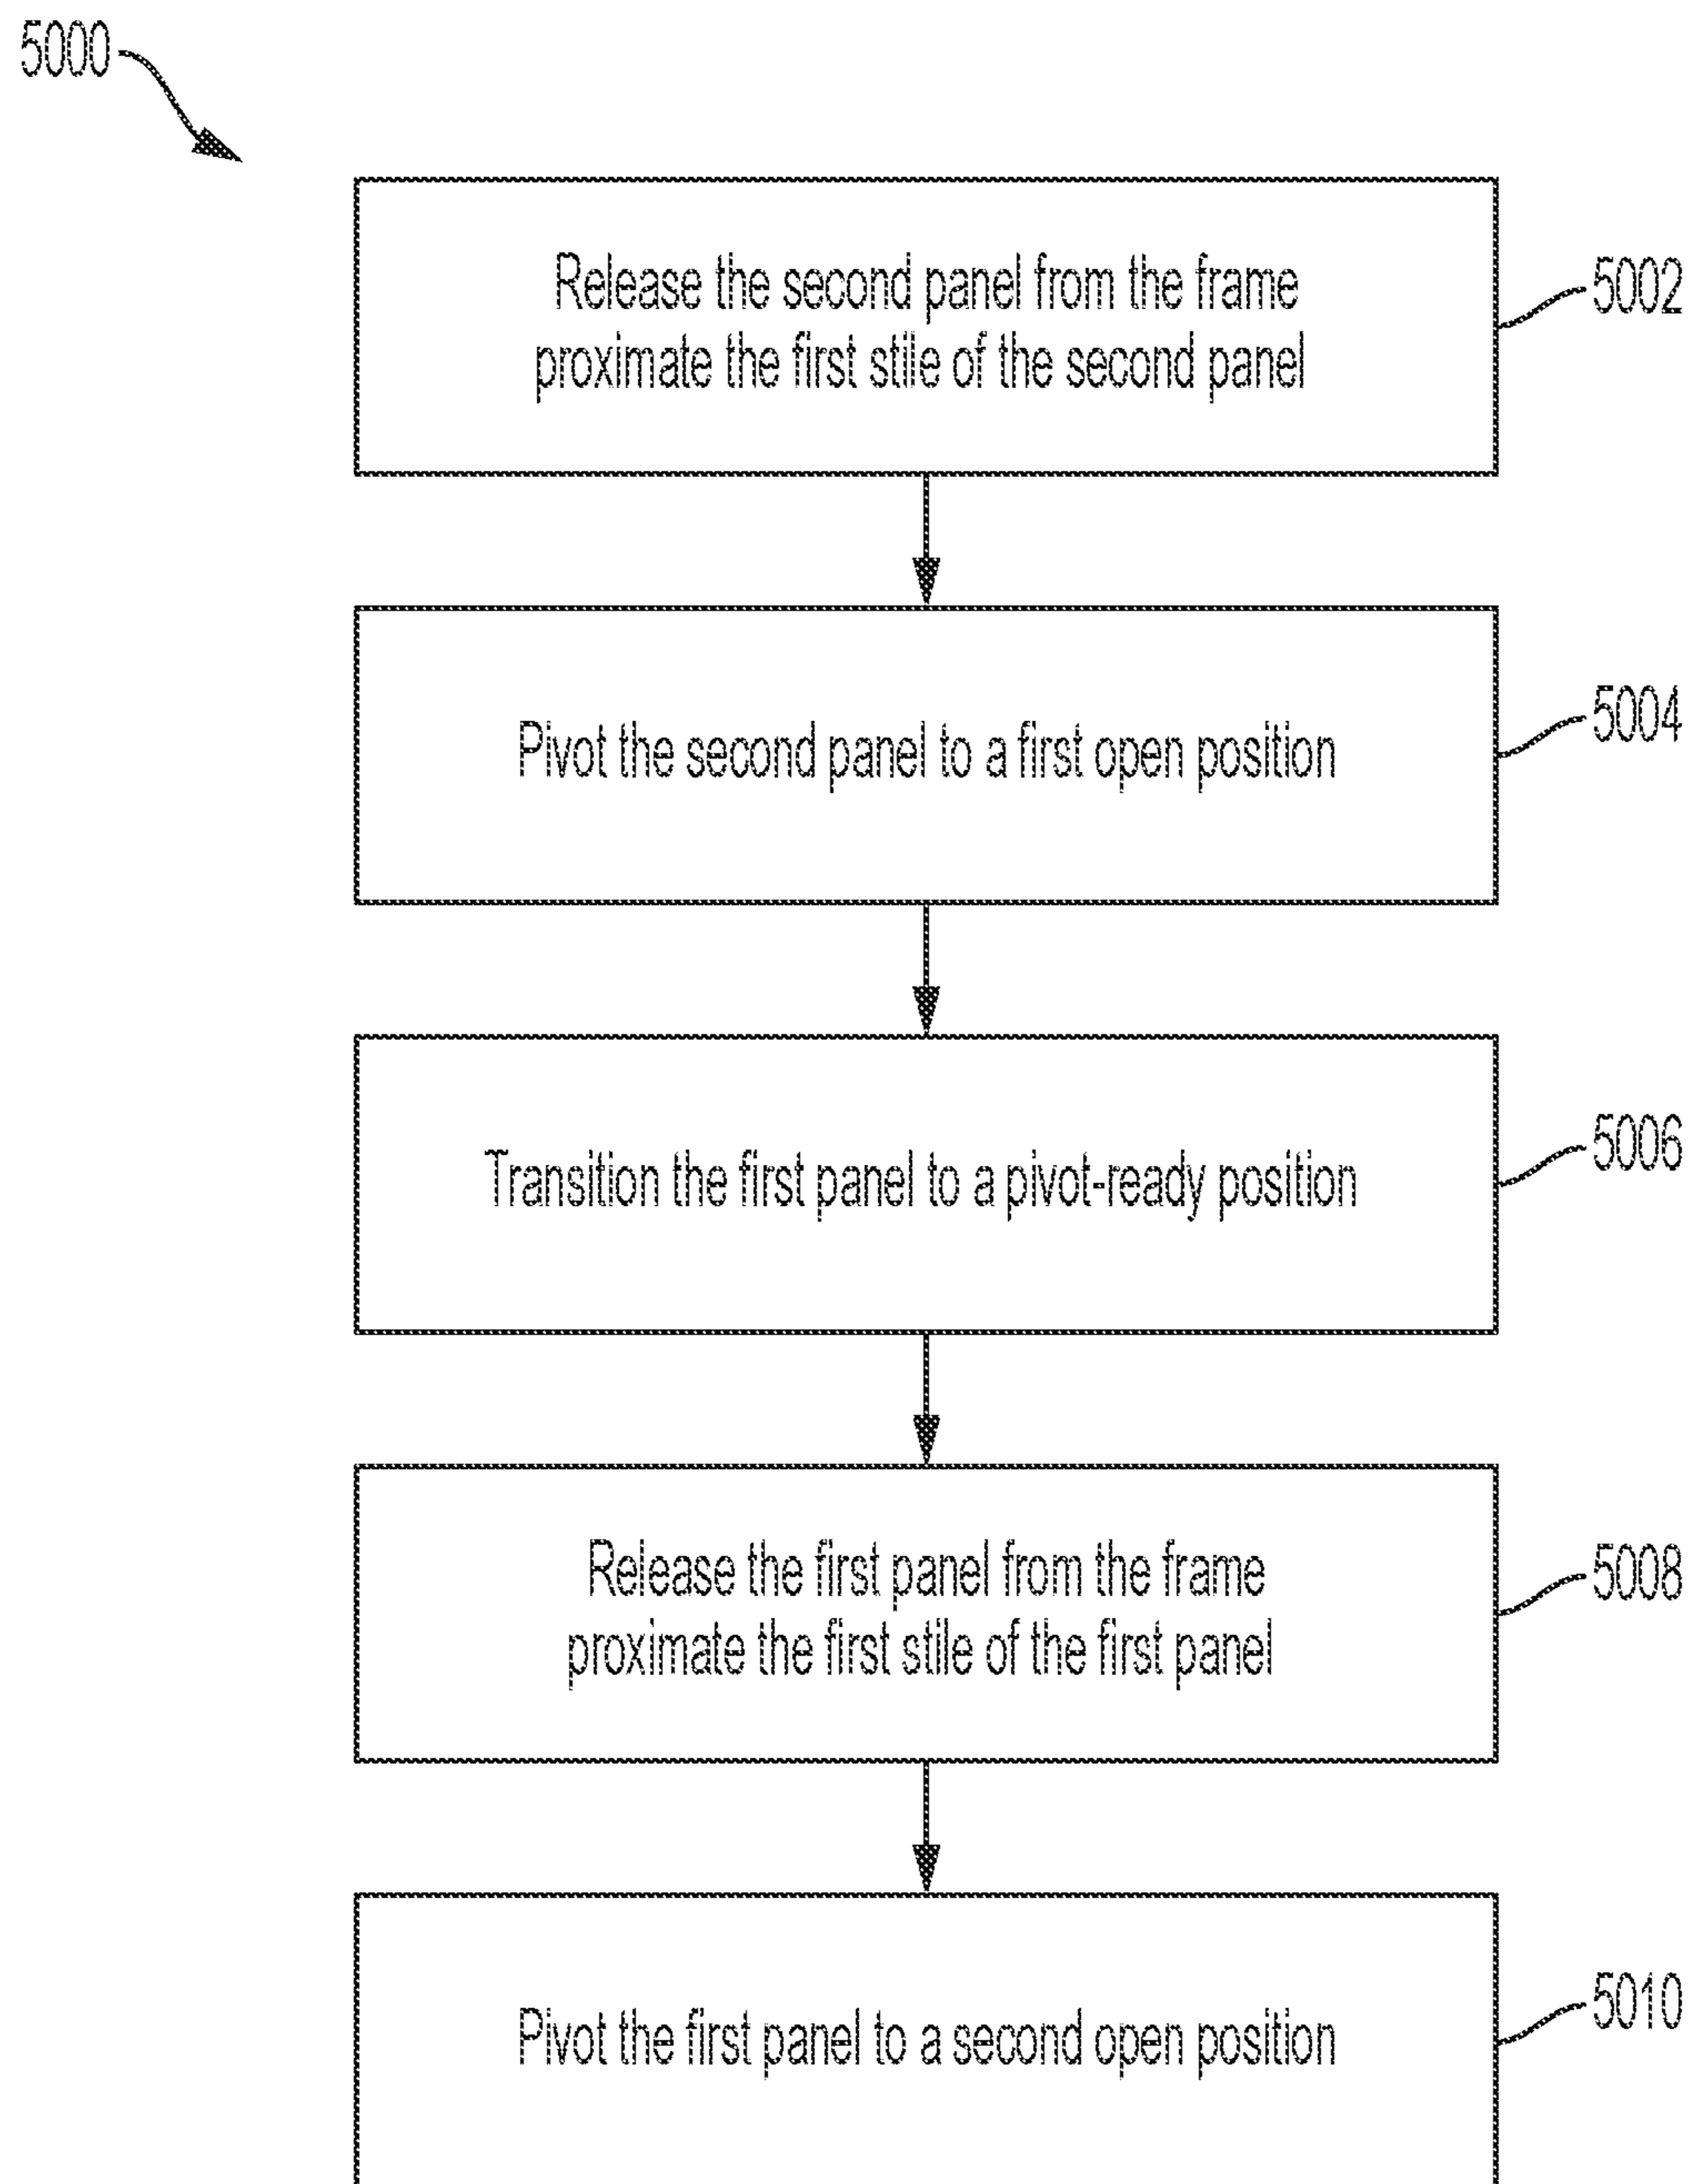 5000
Release the second panel from the frame
proximate the first stile of the second panel
5002
Pivot the second panel to a first open position
5004
Transition the first panel to a pivot-ready position
5006
Release the first panel from the frame
proximate the first stile of the first panel
5008
Pivot the first panel to a second open position
5010